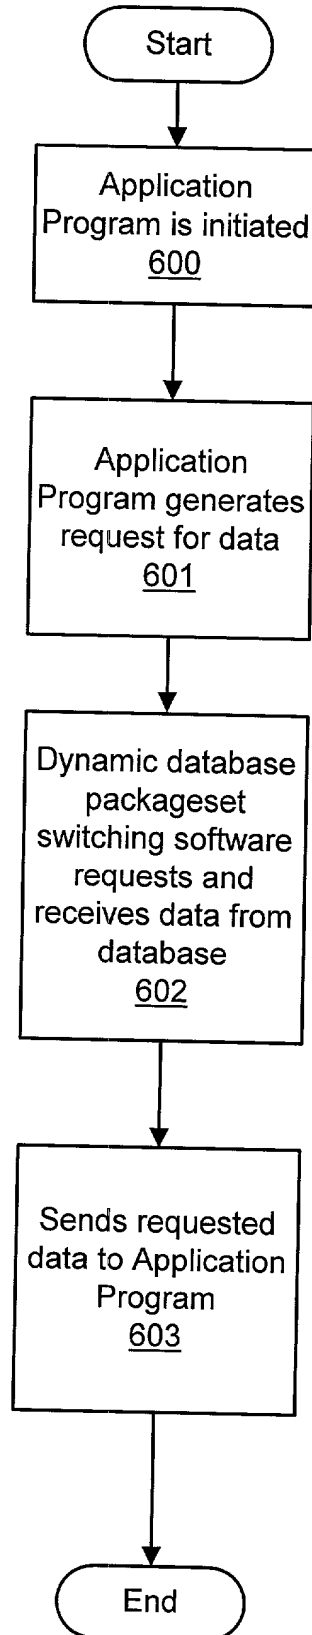 Start
Application
Program is initiated
600
Application
Program generates
request for data
601
Dynamic database
packageset
switching software
requests and
receives data from
database
602
Sends requested
data to Application
Program
603
End